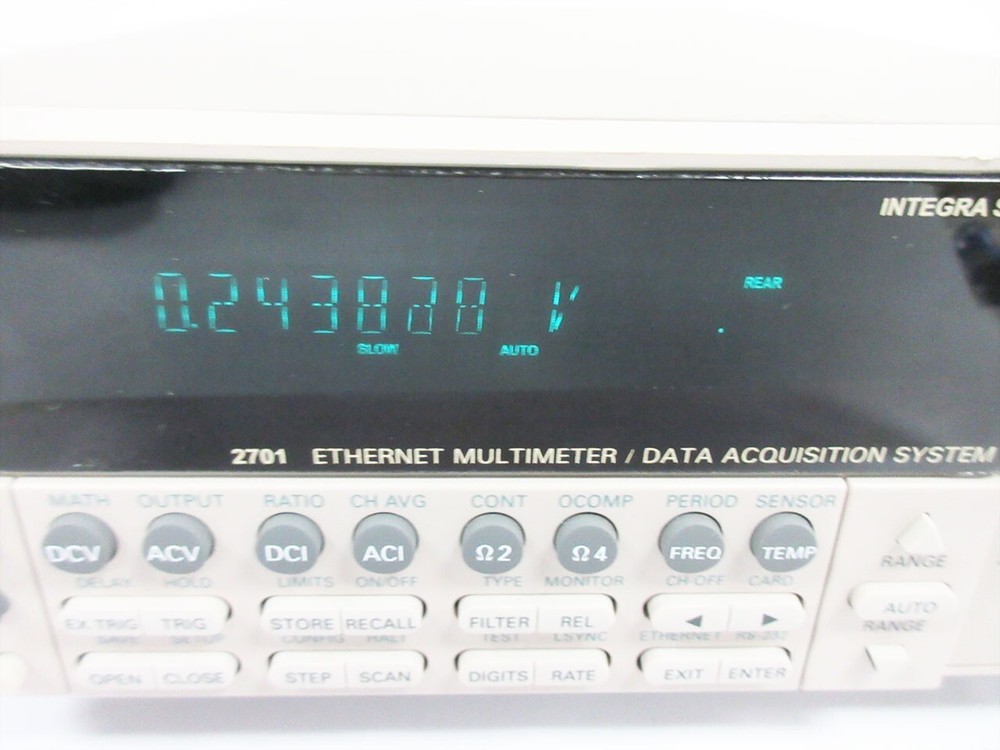 INTEGRA S
REAR
V
SLOW AUTO
2701 ETHERNET MULTIMETER / DATA ACQUISITION SYSTEM
MATH OUTPUT RATIO CH AVG CONT OCOMP PERIOD SENSOR
DCV ACV DCI ACI Ω2 Ω4 FREQ TEMP
RANGE
DELAY HOLD LIMITS ON/OFF TYPE MONITOR CH-OFF CARD
EX TRIG TRIG STORE RECALL FILTER REL ◀ ▶
AUTO
RANGE
SAVE SETUP CONFIG HALT TEST LSYNC ETHERNET RS-232
OPEN CLOSE STEP SCAN DIGITS RATE EXIT ENTER